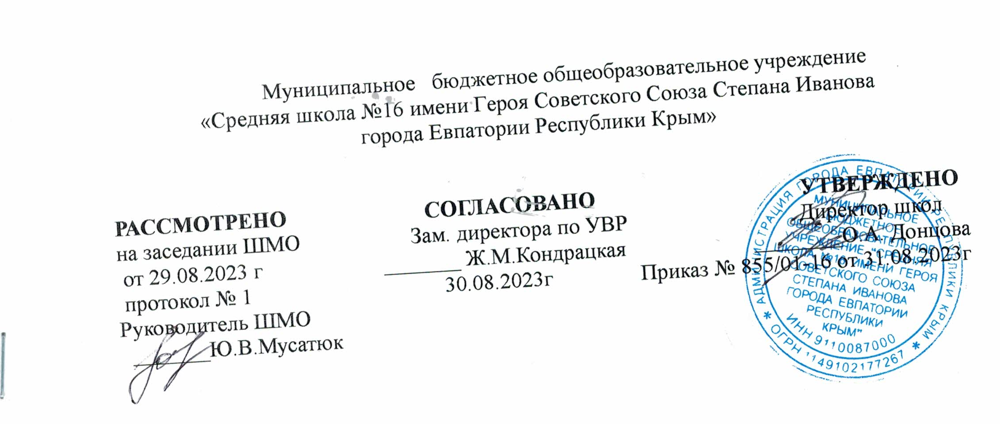 Муниципальное бюджетное общеобразовательное учреждение
«Средняя школа №16 имени Героя Советского Союза Степана Иванова
города Евпатории Республики Крым»
РАССМОТРЕНО
на заседании ШМО
от 29.08.2023 г
протокол № 1
Руководитель ШМО
Ю.В.Мусатюк
СОГЛАСОВАНО
Зам. директора по УВР
Ж.М.Кондрацкая
30.08.2023г
УТВЕРЖДЕНО
Директор школ
О.А. Донцова
Приказ № 855/01-16 от 31.08.2023г
АДМИНИСТРАЦИЯ ГОРОДА ЕВПАТОРИИ РЕСПУБЛИКИ КРЫМ
ОГРН 1149102177267
МУНИЦИПАЛЬНОЕ
БЮДЖЕТНОЕ
ОБЩЕОБРАЗОВАТЕЛЬНОЕ
УЧРЕЖДЕНИЕ "СРЕДНЯЯ
ШКОЛА №16 ИМЕНИ ГЕРОЯ
СОВЕТСКОГО СОЮЗА
СТЕПАНА ИВАНОВА
ГОРОДА ЕВПАТОРИИ
РЕСПУБЛИКИ
КРЫМ"
ИНН 9110087000